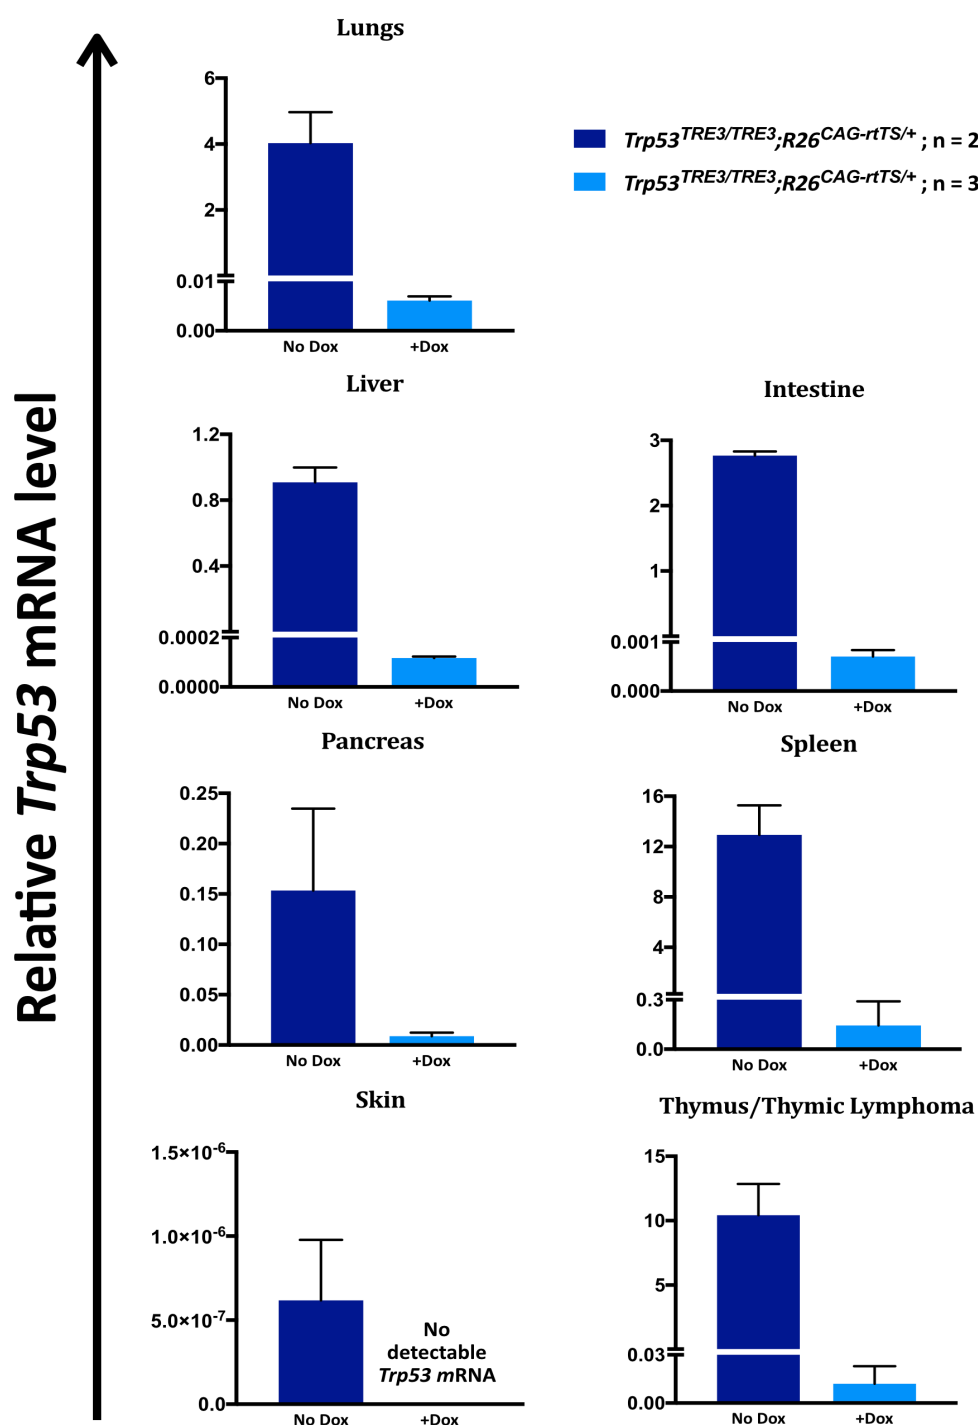 Lungs
6
4
2
0.01
0.00
No Dox
+Dox
Trp53TRE3/TRE3;R26CAG-rtTS/+ ; n = 2
Trp53TRE3/TRE3;R26CAG-rtTS/+ ; n = 3
Relative Trp53 mRNA level
Liver
1.2
0.8
0.4
0.0002
0.0000
No Dox
+Dox
Intestine
3
2
1
0.001
0.000
No Dox
+Dox
Pancreas
0.25
0.20
0.15
0.10
0.05
0.00
No Dox
+Dox
Spleen
16
12
8
4
0.3
0.0
No Dox
+Dox
Skin
1.5×10-6
1.0×10-6
5.0×10-7
0.0
No
detectable
Trp53 mRNA
No Dox
+Dox
Thymus/Thymic Lymphoma
15
10
5
0.03
0.00
No Dox
+Dox